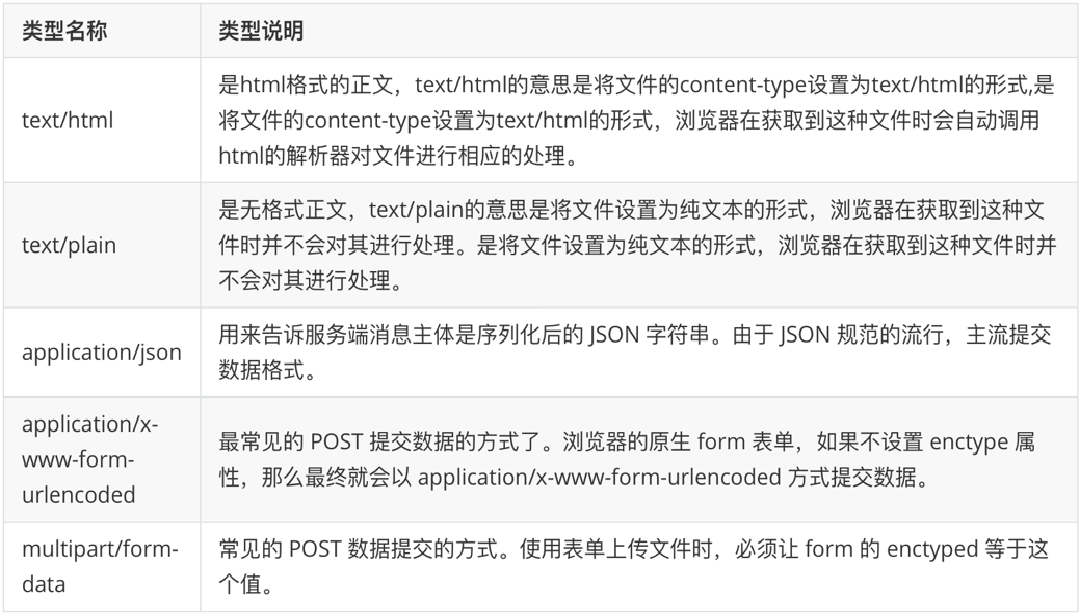 类型名称
类型说明
text/html
是html格式的正文，text/html的意思是将文件的content-type设置为text/html的形式,是
将文件的content-type设置为text/html的形式，浏览器在获取到这种文件时会自动调用
html的解析器对文件进行相应的处理。
text/plain
是无格式正文，text/plain的意思是将文件设置为纯文本的形式，浏览器在获取到这种文
件时并不会对其进行处理。是将文件设置为纯文本的形式，浏览器在获取到这种文件时并
不会对其进行处理。
application/json
用来告诉服务端消息主体是序列化后的 JSON 字符串。由于 JSON 规范的流行，主流提交
数据格式。
application/x-
www-form-
urlencoded
最常见的 POST 提交数据的方式了。浏览器的原生 form 表单，如果不设置 enctype 属
性，那么最终就会以 application/x-www-form-urlencoded 方式提交数据。
multipart/form-
data
常见的 POST 数据提交的方式。使用表单上传文件时，必须让 form 的 enctyped 等于这
个值。